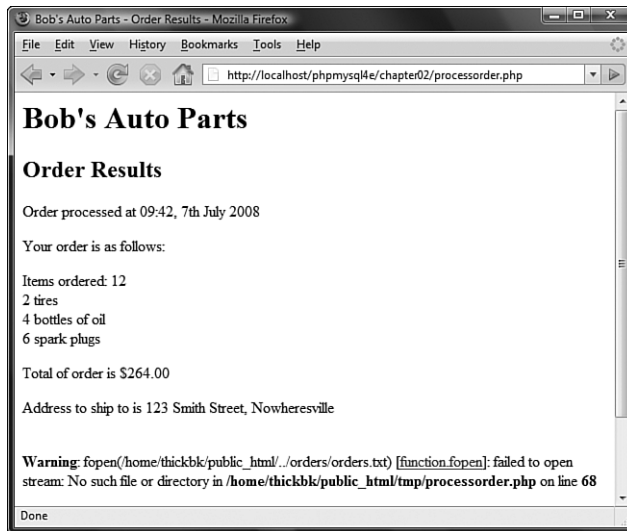 Bob's Auto Parts - Order Results - Mozilla Firefox
File Edit View History Bookmarks Tools Help
http://localhost/phpmysql4e/chapter02/processorder.php
Bob's Auto Parts
Order Results
Order processed at 09:42, 7th July 2008
Your order is as follows:
Items ordered: 12
2 tires
4 bottles of oil
6 spark plugs
Total of order is $264.00
Address to ship to is 123 Smith Street, Nowheresville
Warning: fopen(/home/thickbk/public_html/../orders/orders.txt) [function.fopen]: failed to open
stream: No such file or directory in /home/thickbk/public_html/tmp/processorder.php on line 68
Done